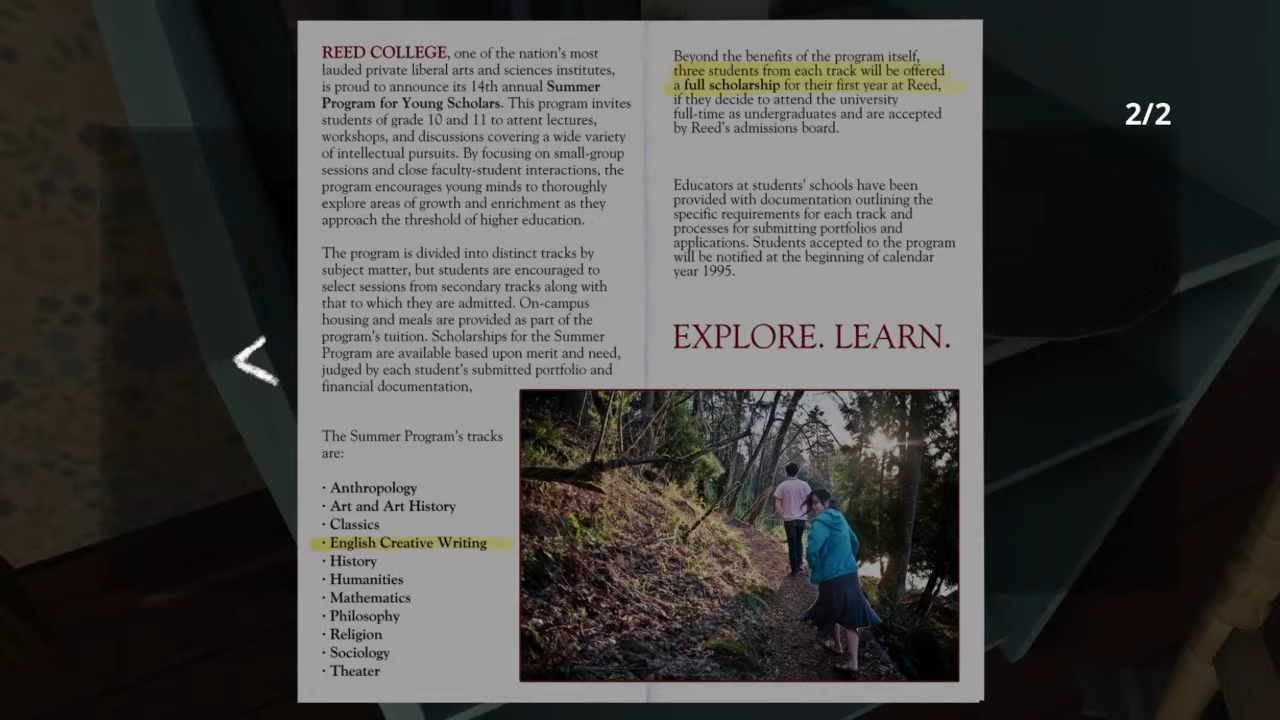 REED COLLEGE, one of the nation's most
lauded private liberal arts and sciences institutes,
is proud to announce its 14th annual Summer
Program for Young Scholars. This program invites
students of grade 10 and 11 to attent lectures,
workshops, and discussions covering a wide variety
of intellectual pursuits. By focusing on small-group
sessions and close faculty-student interactions, the
program encourages young minds to thoroughly
explore areas of growth and enrichment as they
approach the threshold of higher education.
The program is divided into distinct tracks by
subject matter, but students are encouraged to
select sessions from secondary tracks along with
that to which they are admitted. On-campus
housing and meals are provided as part of the
program's tuition. Scholarships for the Summer
Program are available based upon merit and need,
judged by each student's submitted portfolio and
financial documentation,
The Summer Program's tracks
are:
· Anthropology
· Art and Art History
· Classics
· English Creative Writing
· History
· Humanities
· Mathematics
· Philosophy
· Religion
· Sociology
· Theater
Beyond the benefits of the program itself,
three students from each track will be offered
a full scholarship for their first year at Reed,
if they decide to attend the university
full-time as undergraduates and are accepted
by Reed's admissions board.
Educators at students' schools have been
provided with documentation outlining the
specific requirements for each track and
processes for submitting portfolios and
applications. Students accepted to the program
will be notified at the beginning of calendar
year 1995.
EXPLORE. LEARN.
2/2